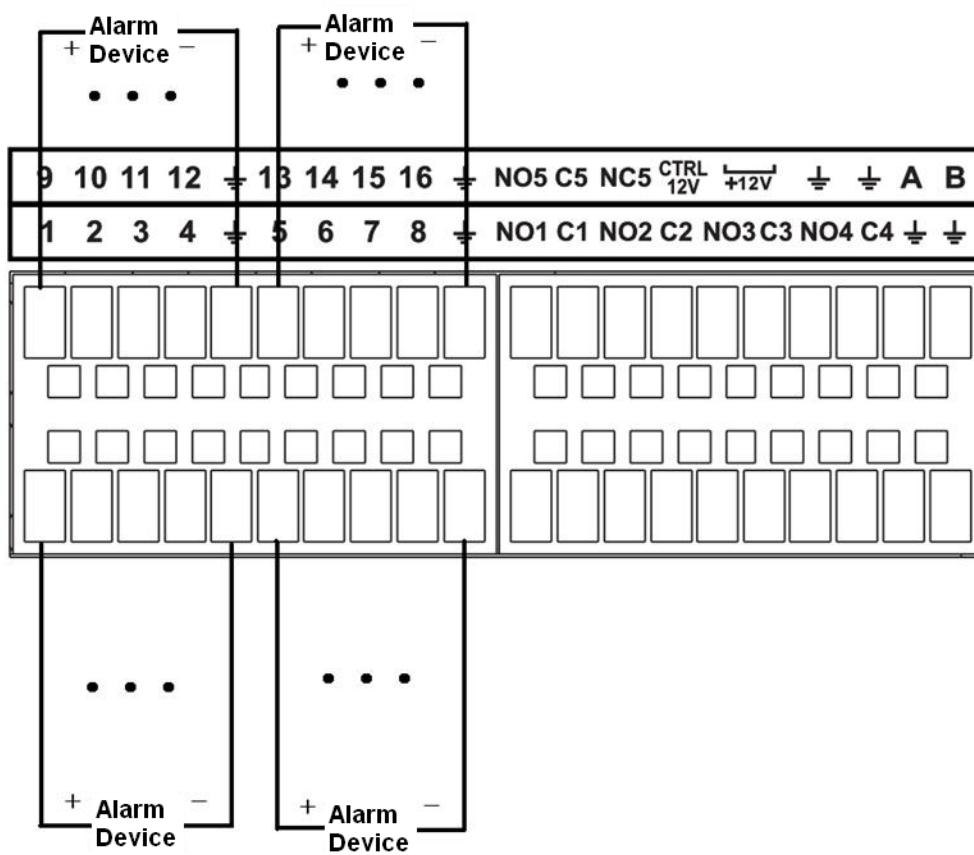 Alarm
Device
+ −
Alarm
Device
+ −
9 10 11 12 ⏚ 13 14 15 16 ⏚ NO5 C5 NC5 CTRL 12V +12V ⏚ ⏚ A B
1 2 3 4 ⏚ 5 6 7 8 ⏚ NO1 C1 NO2 C2 NO3 C3 NO4 C4 ⏚ ⏚
+ −
Alarm
Device
+ −
Alarm
Device